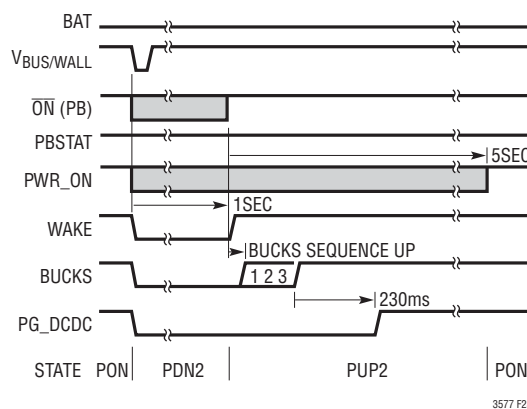 BAT
VBUS/WALL
ON (PB)
PBSTAT
5SEC
PWR_ON
1SEC
WAKE
BUCKS SEQUENCE UP
BUCKS
1 2 3
230ms
PG_DCDC
STATE PON PDN2 PUP2 PON
3577 F2